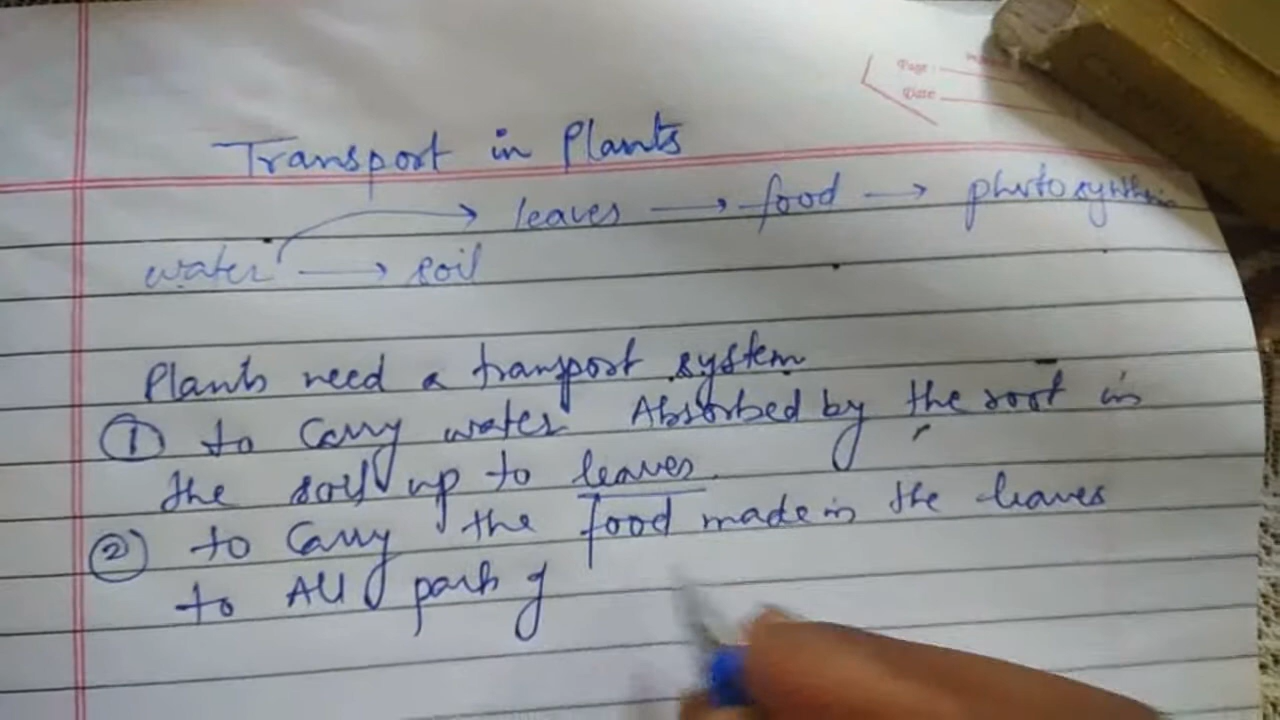 Page:
Date:
Transport in Plants
leaves → food → photosynthesis
water → soil
Plants need a transport system
① to Carry water Absorbed by the root in
the soil up to leaves.
② to Carry the food made in the leaves
to All parts of